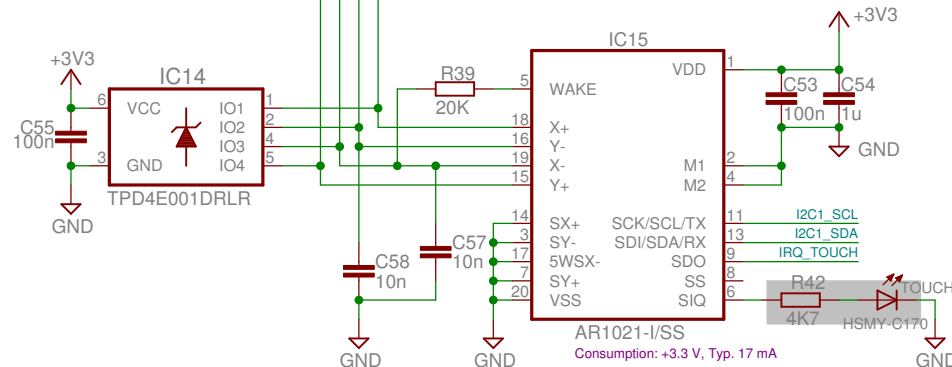 +3V3
IC15
+3V3
IC14
R39
20K
1
VDD
C53
100n
C54
1u
5
WAKE
6
VCC
IO1
1
IO2
2
IO3
4
IO4
5
C55
100n
3
GND
18
X+
16
Y-
19
X-
15
Y+
GND
M1
2
M2
4
TPD4E001DRLR
GND
14
SX+
3
SY-
17
5WSX-
7
SY+
20
VSS
SCK/SCL/TX
11
I2C1_SCL
SDI/SDA/RX
13
I2C1_SDA
SDO
9
IRQ_TOUCH
SS
8
SIQ
6
C57
10n
C58
10n
R42
4K7
TOUCH
HSMY-C170
AR1021-I/SS
GND
GND
GND
Consumption: +3.3 V, Typ. 17 mA